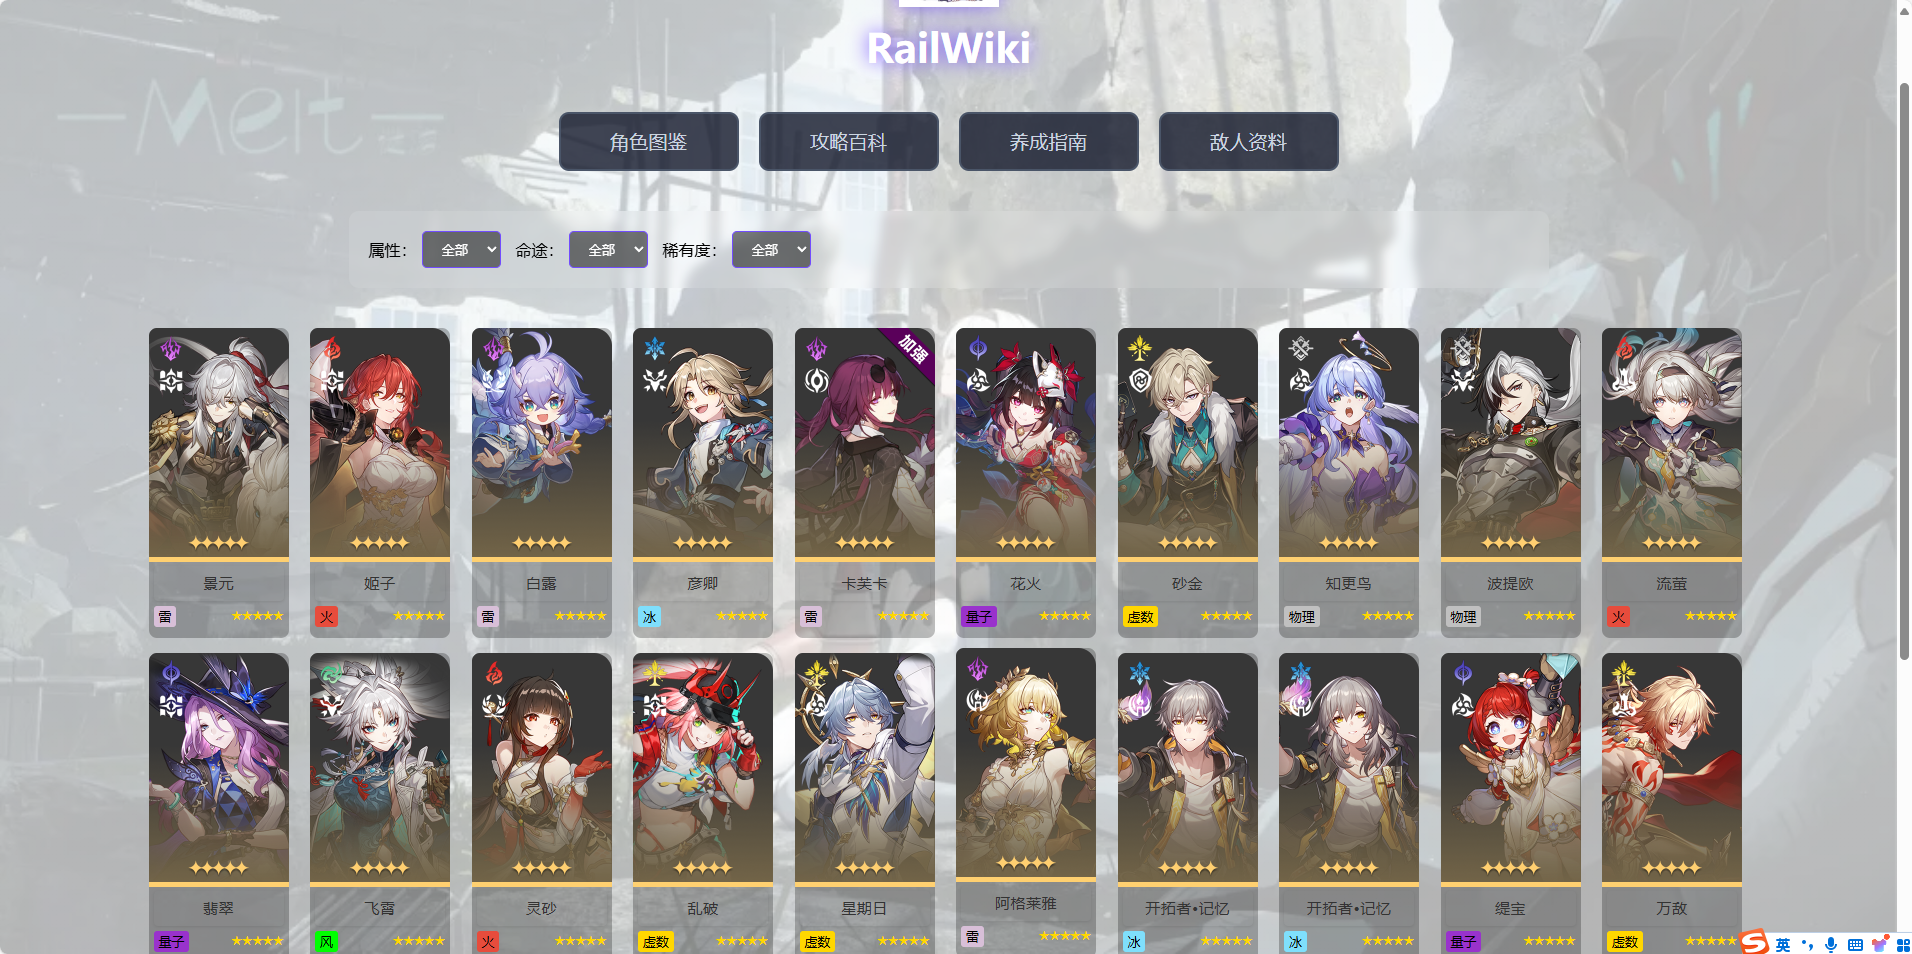 Melt
RailWiki
角色图鉴 攻略百科 养成指南 敌人资料
属性： 全部 命途： 全部 稀有度： 全部
加强
景元 姬子 白露 彦卿 卡芙卡 花火 砂金 知更鸟 波提欧 流萤
雷 ★★★★★ 火 ★★★★★ 雷 ★★★★★ 冰 ★★★★★ 雷 ★★★★★ 量子 ★★★★★ 虚数 ★★★★★ 物理 ★★★★★ 物理 ★★★★★ 火 ★★★★★
翡翠 飞霄 灵砂 乱破 星期日 阿格莱雅 开拓者•记忆 开拓者•记忆 缇宝 万敌
量子 ★★★★★ 风 ★★★★★ 火 ★★★★★ 虚数 ★★★★★ 虚数 ★★★★★ 雷 ★★★★★ 冰 ★★★★★ 冰 ★★★★★ 量子 ★★★★★ 虚数 ★★★★★
英